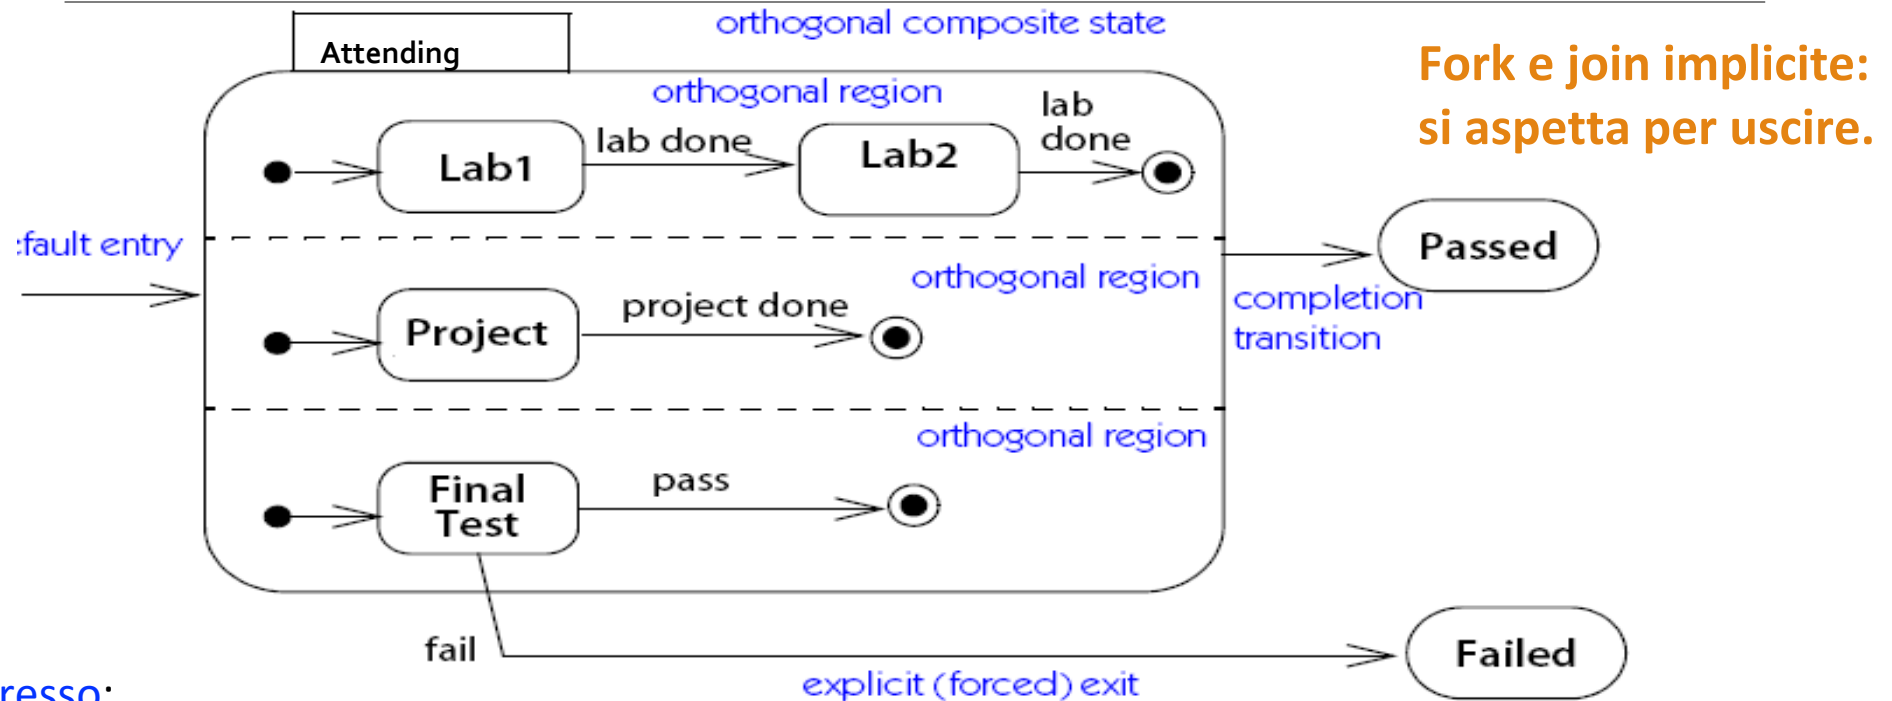 orthogonal composite state
Attending
Fork e join implicite:
si aspetta per uscire.
orthogonal region
lab
done
lab done
Lab1
Lab2
fault entry
Passed
orthogonal region
completion
transition
project done
Project
orthogonal region
pass
Final
Test
fail
Failed
explicit (forced) exit
resso: